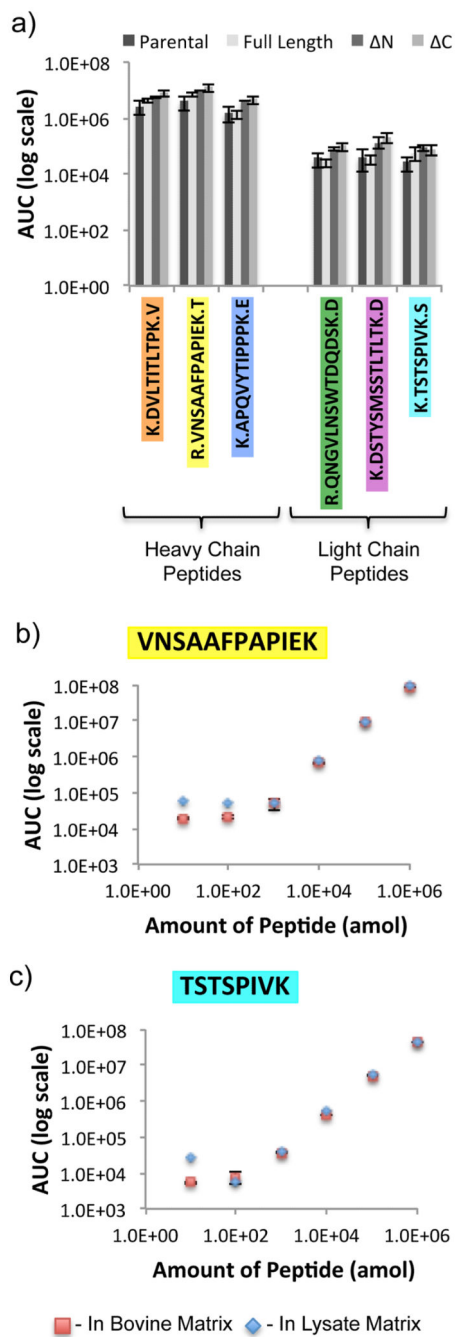 a)
Parental Full Length ΔN ΔC
AUC (log scale)
1.0E+08
1.0E+06
1.0E+04
1.0E+02
1.0E+00
K.DVLTITLTPK.V
R.VNSAAFPAPIEK.T
K.APQVYTIPPPK.E
R.QNGVLNSWTDQDSK.D
K.DSTYSMSSTLTLTK.D
K.TSTSPIVK.S
Heavy Chain Peptides
Light Chain Peptides
b)
VNSAAFPAPIEK
AUC (log scale)
1.0E+08
1.0E+07
1.0E+06
1.0E+05
1.0E+04
1.0E+03
1.0E+00 1.0E+02 1.0E+04 1.0E+06
Amount of Peptide (amol)
c)
TSTSPIVK
AUC (log scale)
1.0E+08
1.0E+07
1.0E+06
1.0E+05
1.0E+04
1.0E+03
1.0E+00 1.0E+02 1.0E+04 1.0E+06
Amount of Peptide (amol)
- In Bovine Matrix - In Lysate Matrix